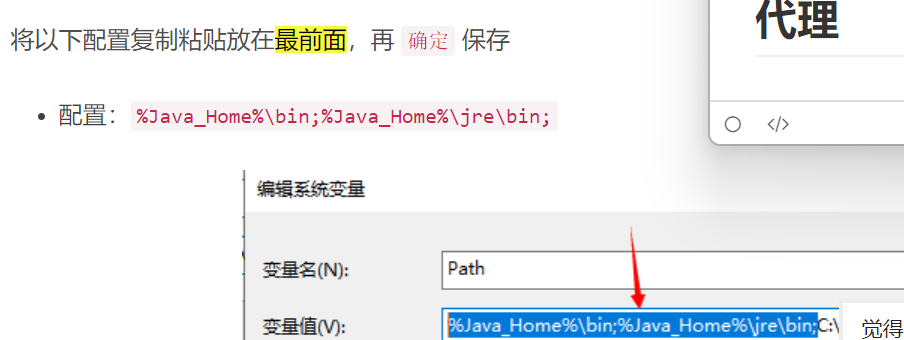 代理
将以下配置复制粘贴放在最前面，再 确定 保存
配置：%Java_Home%\bin;%Java_Home%\jre\bin;
</>
编辑系统变量
变量名(N): Path
变量值(V): %Java_Home%\bin;%Java_Home%\jre\bin;C:\
觉得